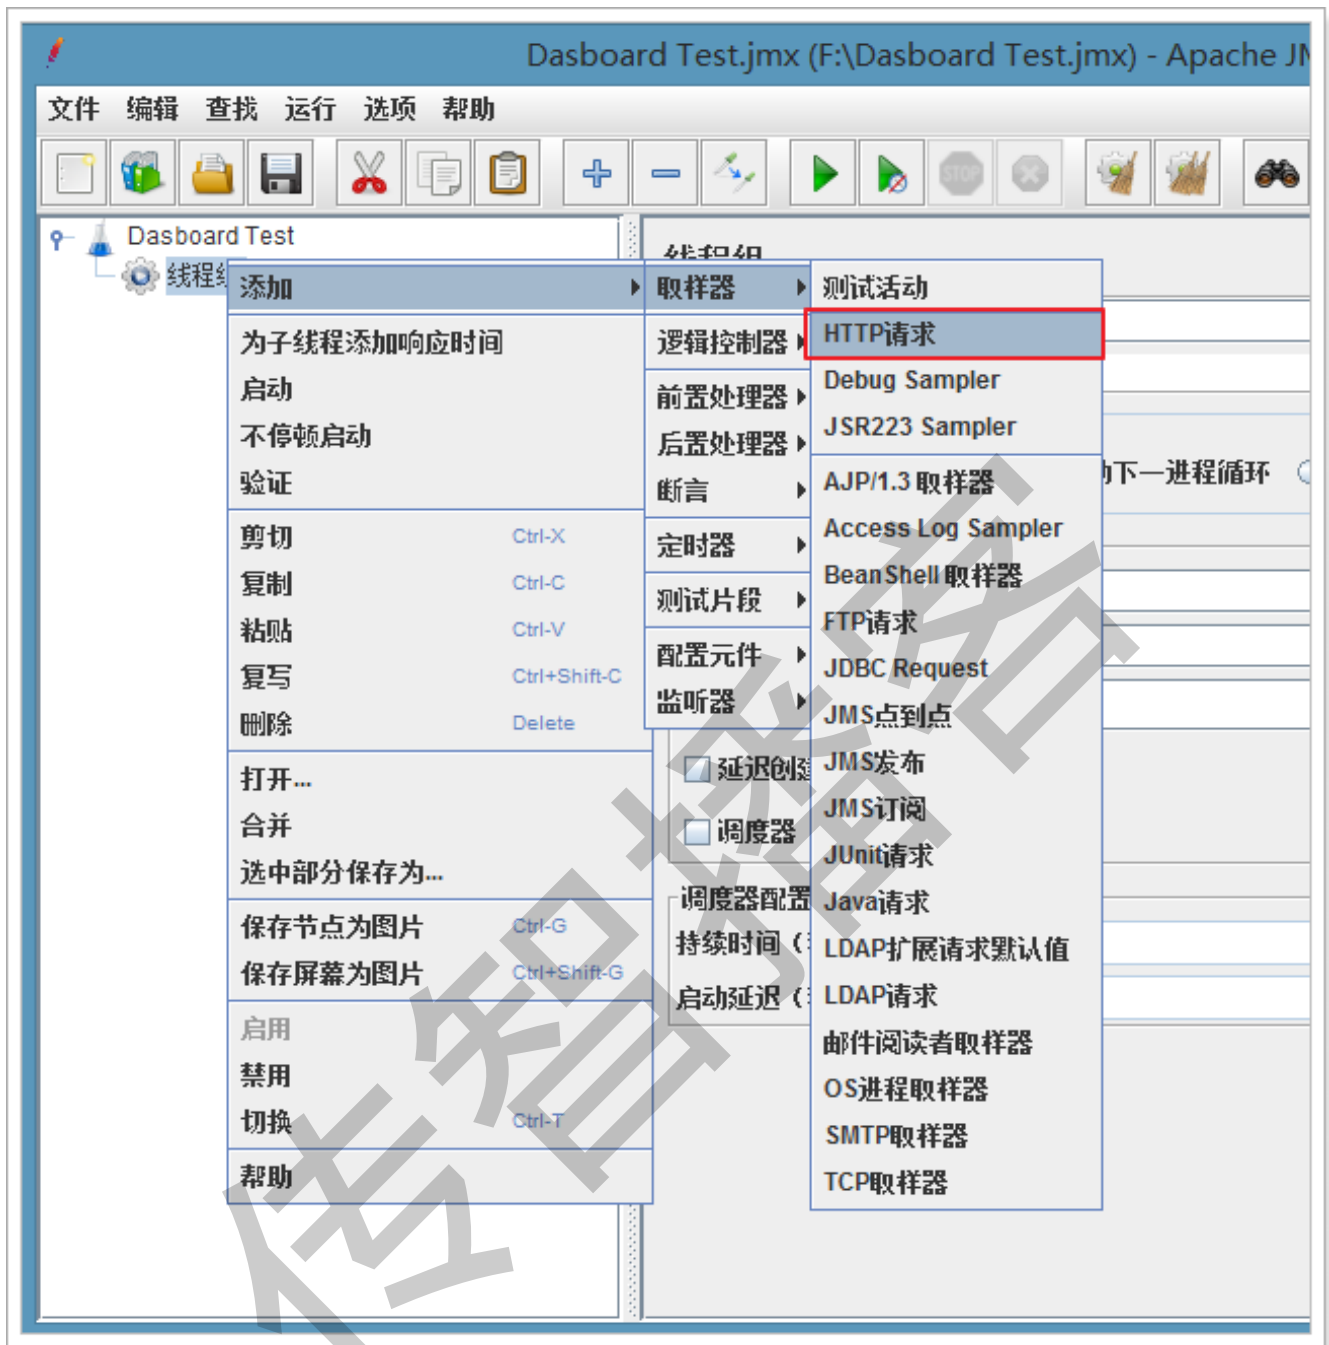 Dasboard Test.jmx (F:\Dasboard Test.jmx) - Apache JM
文件 编辑 查找 运行 选项 帮助
STOP
Dasboard Test
线程组
线程组
添加
为子线程添加响应时间
启动
不停顿启动
验证
剪切 Ctrl-X
复制 Ctrl-C
粘贴 Ctrl-V
复写 Ctrl+Shift-C
删除 Delete
打开...
合并
选中部分保存为...
保存节点为图片 Ctrl-G
保存屏幕为图片 Ctrl+Shift-G
启用
禁用
切换 Ctrl-T
帮助
取样器
逻辑控制器
前置处理器
后置处理器
断言
定时器
测试片段
配置元件
监听器
测试活动
HTTP请求
Debug Sampler
JSR223 Sampler
AJP/1.3 取样器
Access Log Sampler
BeanShell 取样器
FTP请求
JDBC Request
JMS点到点
JMS发布
JMS订阅
JUnit请求
Java请求
LDAP扩展请求默认值
LDAP请求
邮件阅读者取样器
OS进程取样器
SMTP取样器
TCP取样器
动下一进程循环
延迟创建
调度器
调度器配置
持续时间（
启动延迟（
传智播客